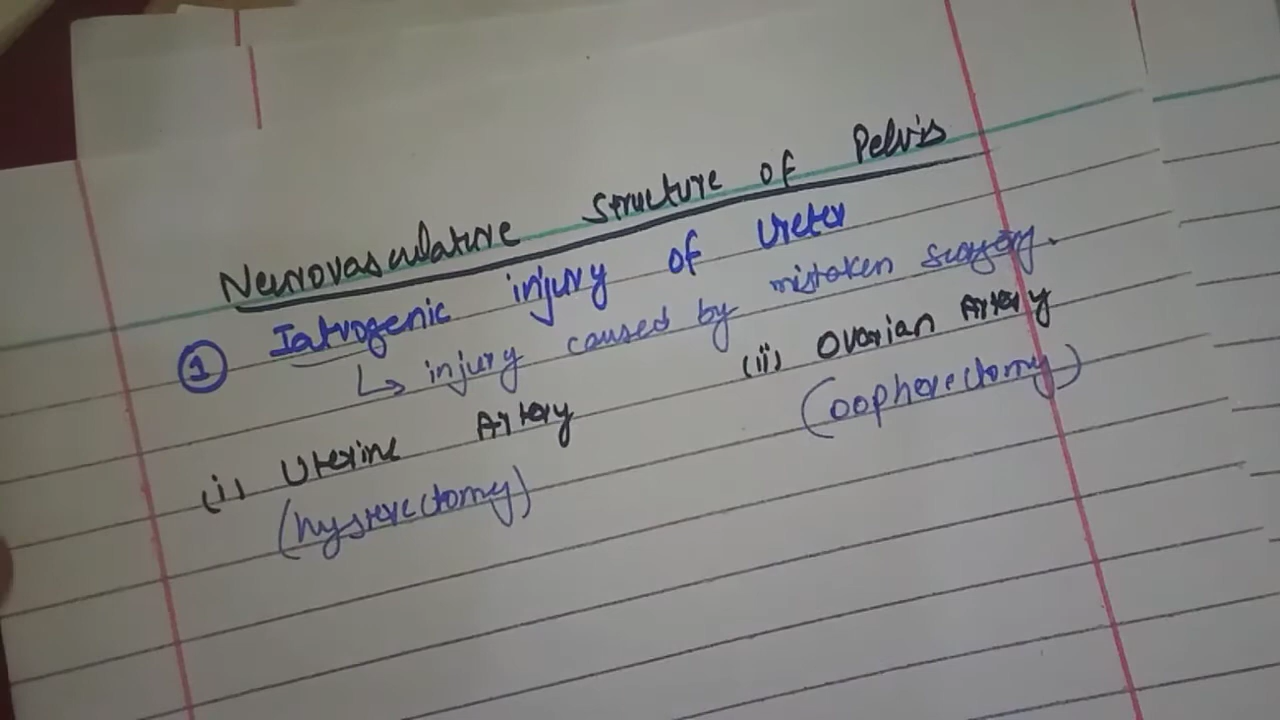 Neurovasculature Structure of Pelvis
① Iatrogenic injury of Ureter
↳ injury caused by mistaken surgery.
(i) Uterine Artery (ii) Ovarian Artery
(hysterectomy) (oopherectomy)